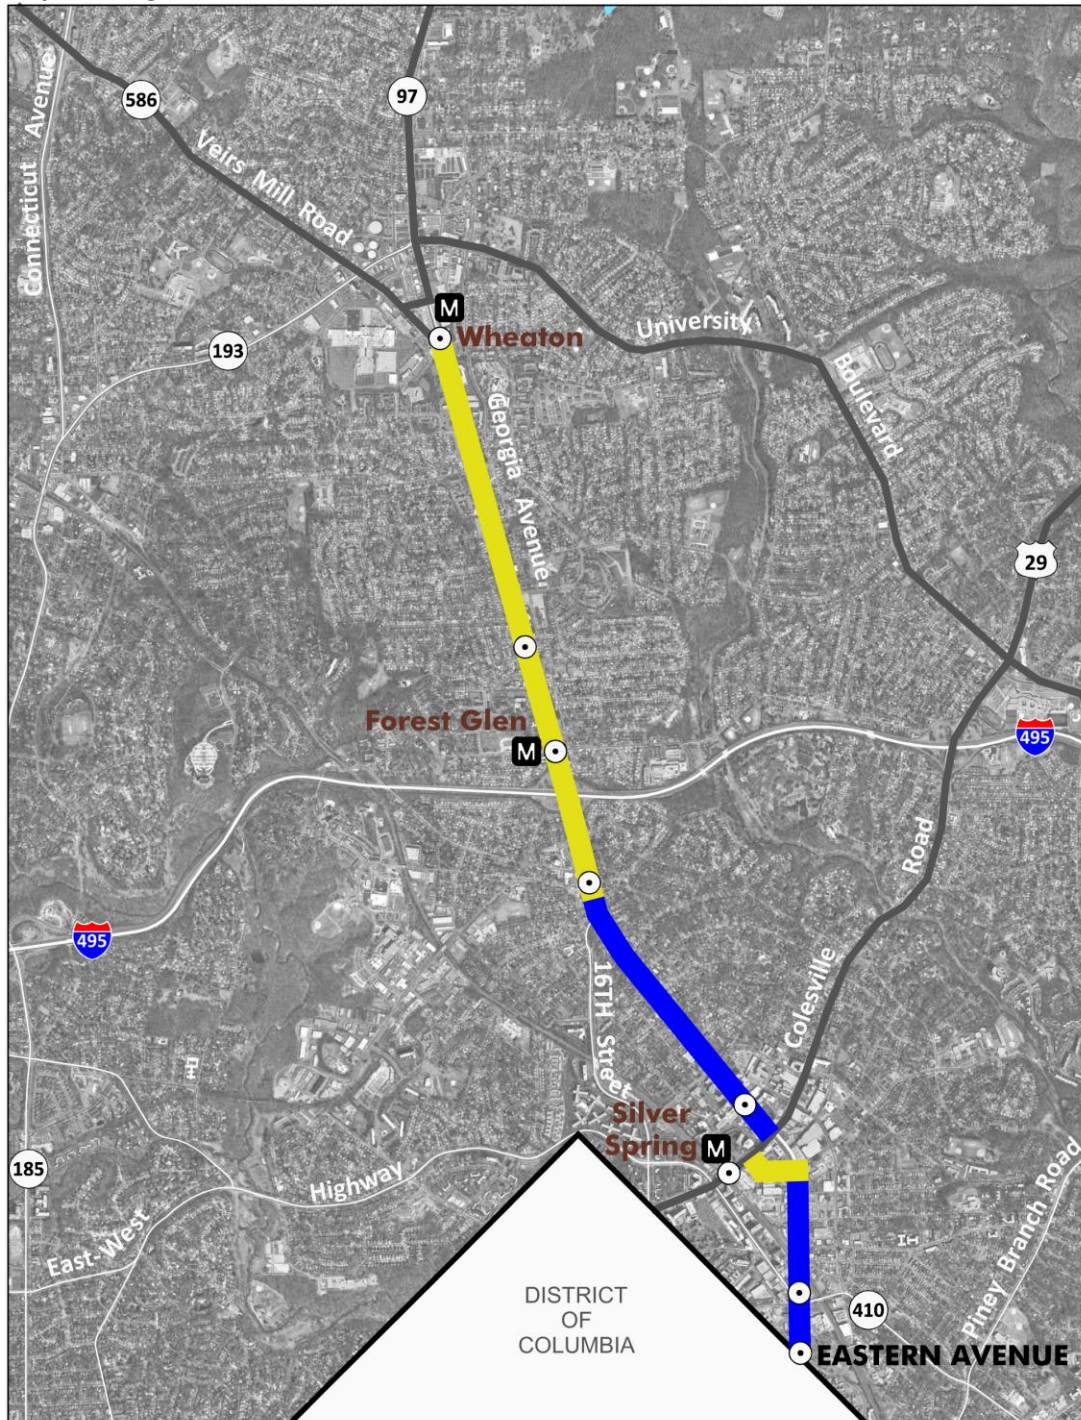 Connecticut Avenue
586
97
Veirs Mill Road
M
Wheaton
193
University
Boulevard
Georgia Avenue
29
Forest Glen
M
495
Road
495
16TH Street
Colesville
Silver
Spring
M
185
Highway
East-West
Piney Branch Road
DISTRICT
OF
COLUMBIA
410
EASTERN AVENUE